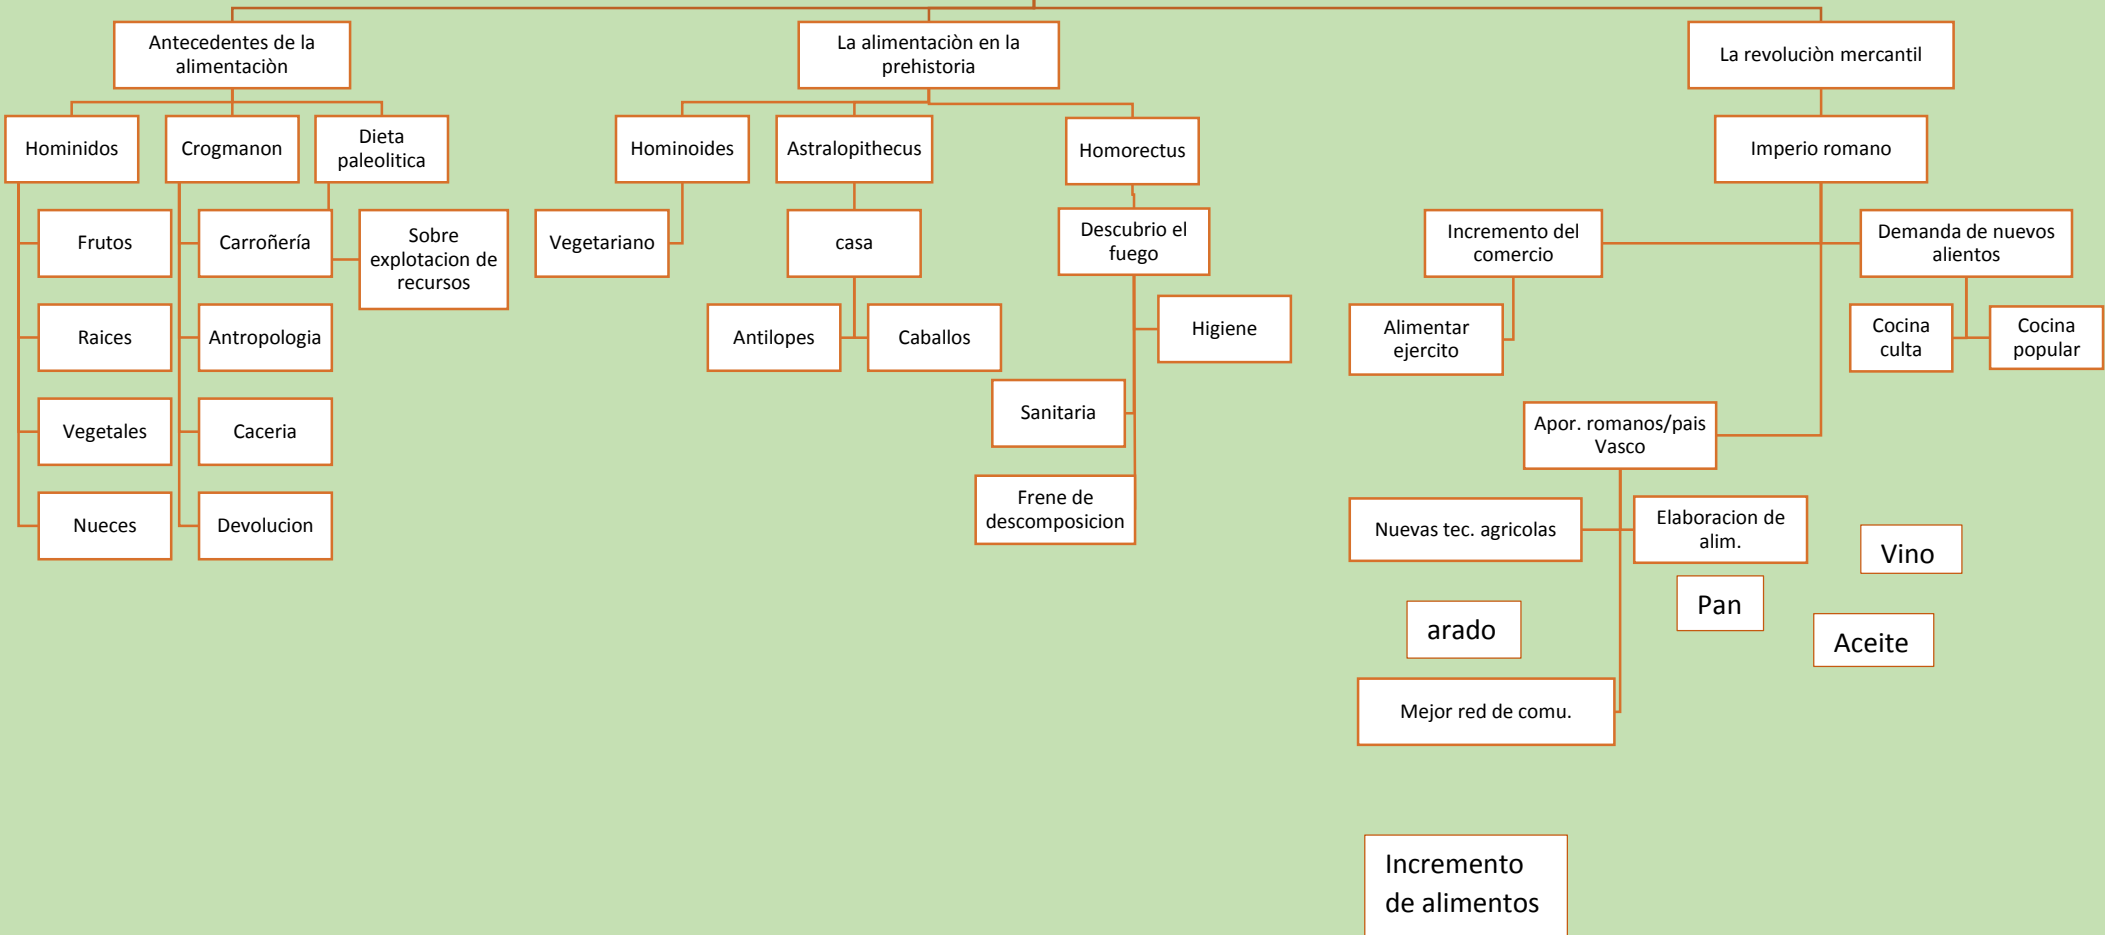 Antecedentes de la
alimentaciòn
La alimentaciòn en la
prehistoria
La revoluciòn mercantil
Hominidos
Crogmanon
Dieta
paleolitica
Hominoides
Astralopithecus
Homorectus
Imperio romano
Frutos
Carroñería
Sobre
explotacion de
recursos
Vegetariano
casa
Descubrio el
fuego
Incremento del
comercio
Demanda de nuevos
alientos
Raices
Antropologia
Antilopes
Caballos
Higiene
Alimentar
ejercito
Cocina
culta
Cocina
popular
Vegetales
Caceria
Sanitaria
Apor. romanos/pais
Vasco
Nueces
Devolucion
Frene de
descomposicion
Nuevas tec. agricolas
Elaboracion de
alim.
Vino
Pan
arado
Aceite
Mejor red de comu.
Incremento
de alimentos